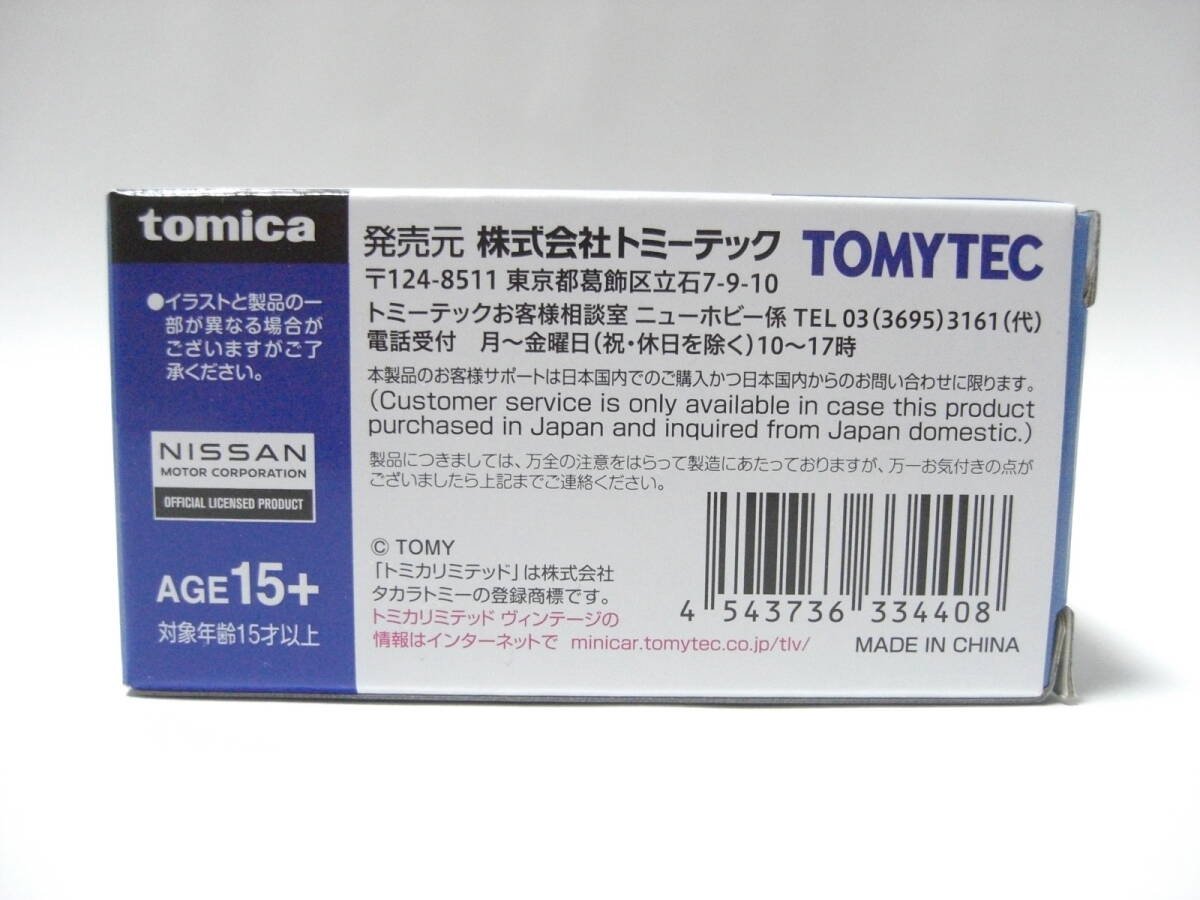 tomica
●イラストと製品の一
部が異なる場合が
ございますがご了
承ください。
NISSAN
MOTOR CORPORATION
OFFICIAL LICENSED PRODUCT
AGE15+
対象年齢15才以上
発売元 株式会社トミーテック TOMYTEC
〒124-8511 東京都葛飾区立石7-9-10
トミーテックお客様相談室 ニューホビー係 TEL 03(3695)3161(代)
電話受付 月〜金曜日(祝・休日を除く)10〜17時
本製品のお客様サポートは日本国内でのご購入かつ日本国内からのお問い合わせに限ります。
(Customer service is only available in case this product
purchased in Japan and inquired from Japan domestic.)
製品につきましては、万全の注意をはらって製造にあたっておりますが、万一お気付きの点が
ございましたら上記までご連絡ください。
© TOMY
「トミカリミテッド」は株式会社
タカラトミーの登録商標です。
トミカリミテッド ヴィンテージの
情報はインターネットで minicar.tomytec.co.jp/tlv/
4 543736 334408
MADE IN CHINA